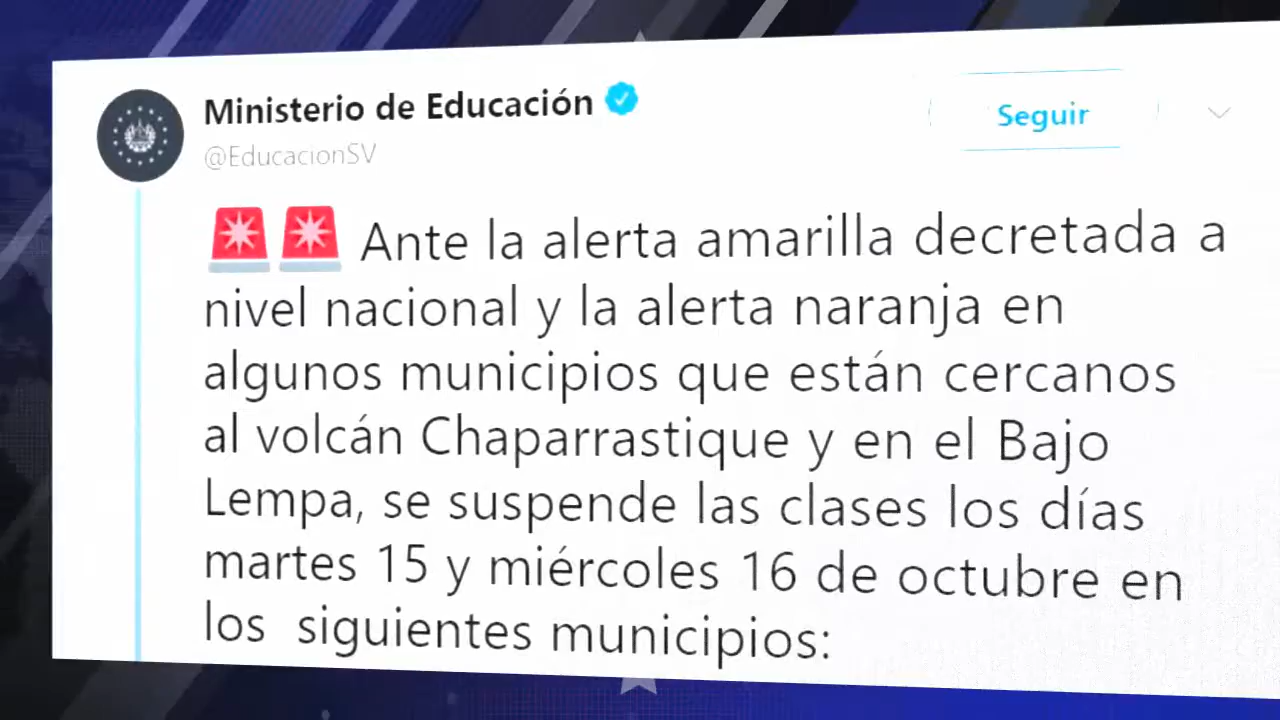 Ministerio de Educación
Seguir
@EducacionSV
🚨🚨 Ante la alerta amarilla decretada a
nivel nacional y la alerta naranja en
algunos municipios que están cercanos
al volcán Chaparrastique y en el Bajo
Lempa, se suspende las clases los días
martes 15 y miércoles 16 de octubre en
los siguientes municipios: